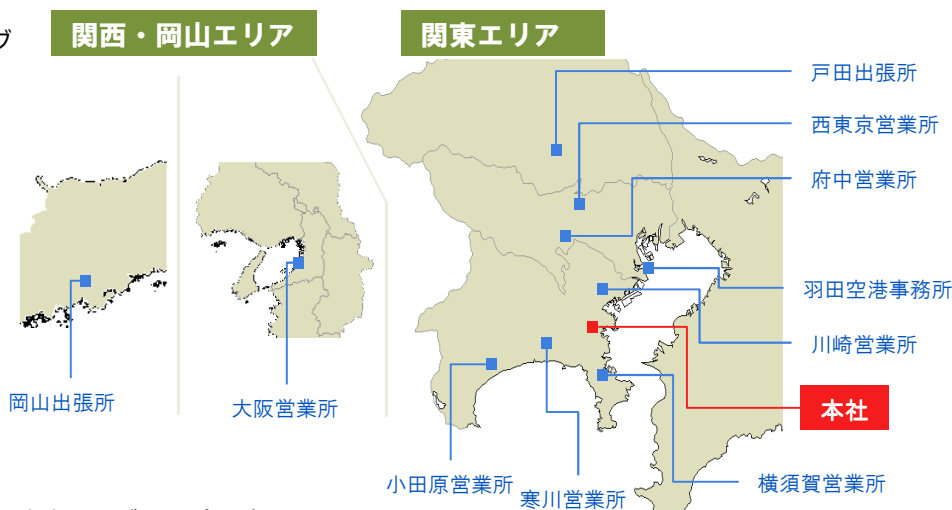 ブ
関西・岡山エリア
関東エリア
戸田出張所
西東京営業所
府中営業所
羽田空港事務所
川崎営業所
本社
横須賀営業所
寒川営業所
小田原営業所
大阪営業所
岡山出張所